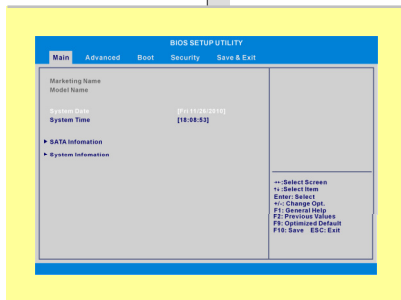 BIOS SETUP UTILITY
Main Advanced Boot Security Save & Exit
Marketing Name
Model Name
System Date [Fri 11/26/2010]
System Time [18:08:53]
SATA Infomation
System Infomation
↔:Select Screen
↑↓:Select Item
Enter: Select
+/-: Change Opt.
F1: General Help
F2: Previous Values
F9: Optimized Default
F10: Save ESC: Exit